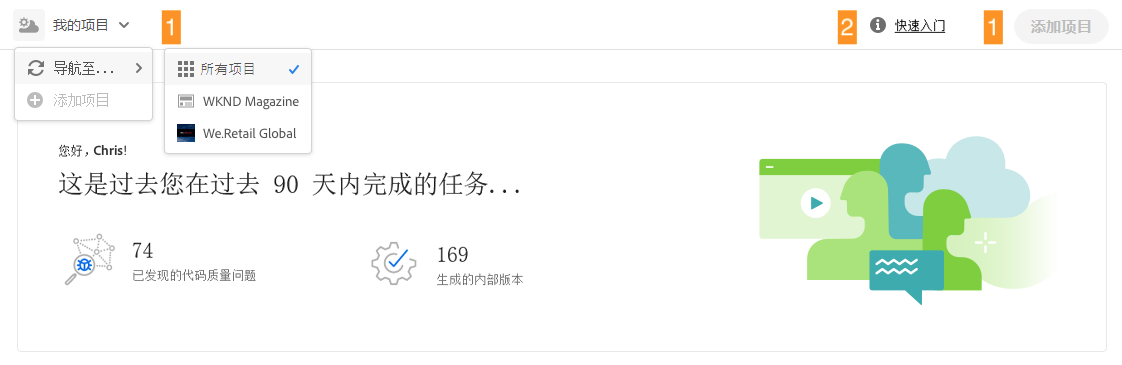 我的项目
1
2
快速入门
1
添加项目
导航至...
所有项目
添加项目
WKND Magazine
We.Retail Global
您好，Chris!
这是过去您在过去 90 天内完成的任务...
74
已发现的代码质量问题
169
生成的内部版本